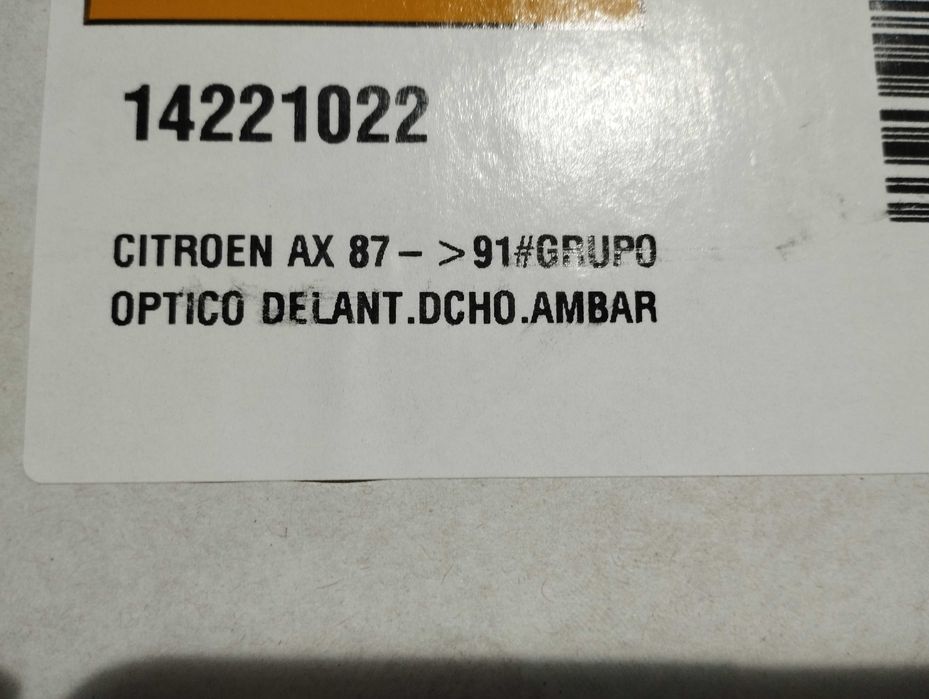 14221022
CITROEN AX 87- >91#GRUPO
OPTICO DELANT.DCHO.AMBAR